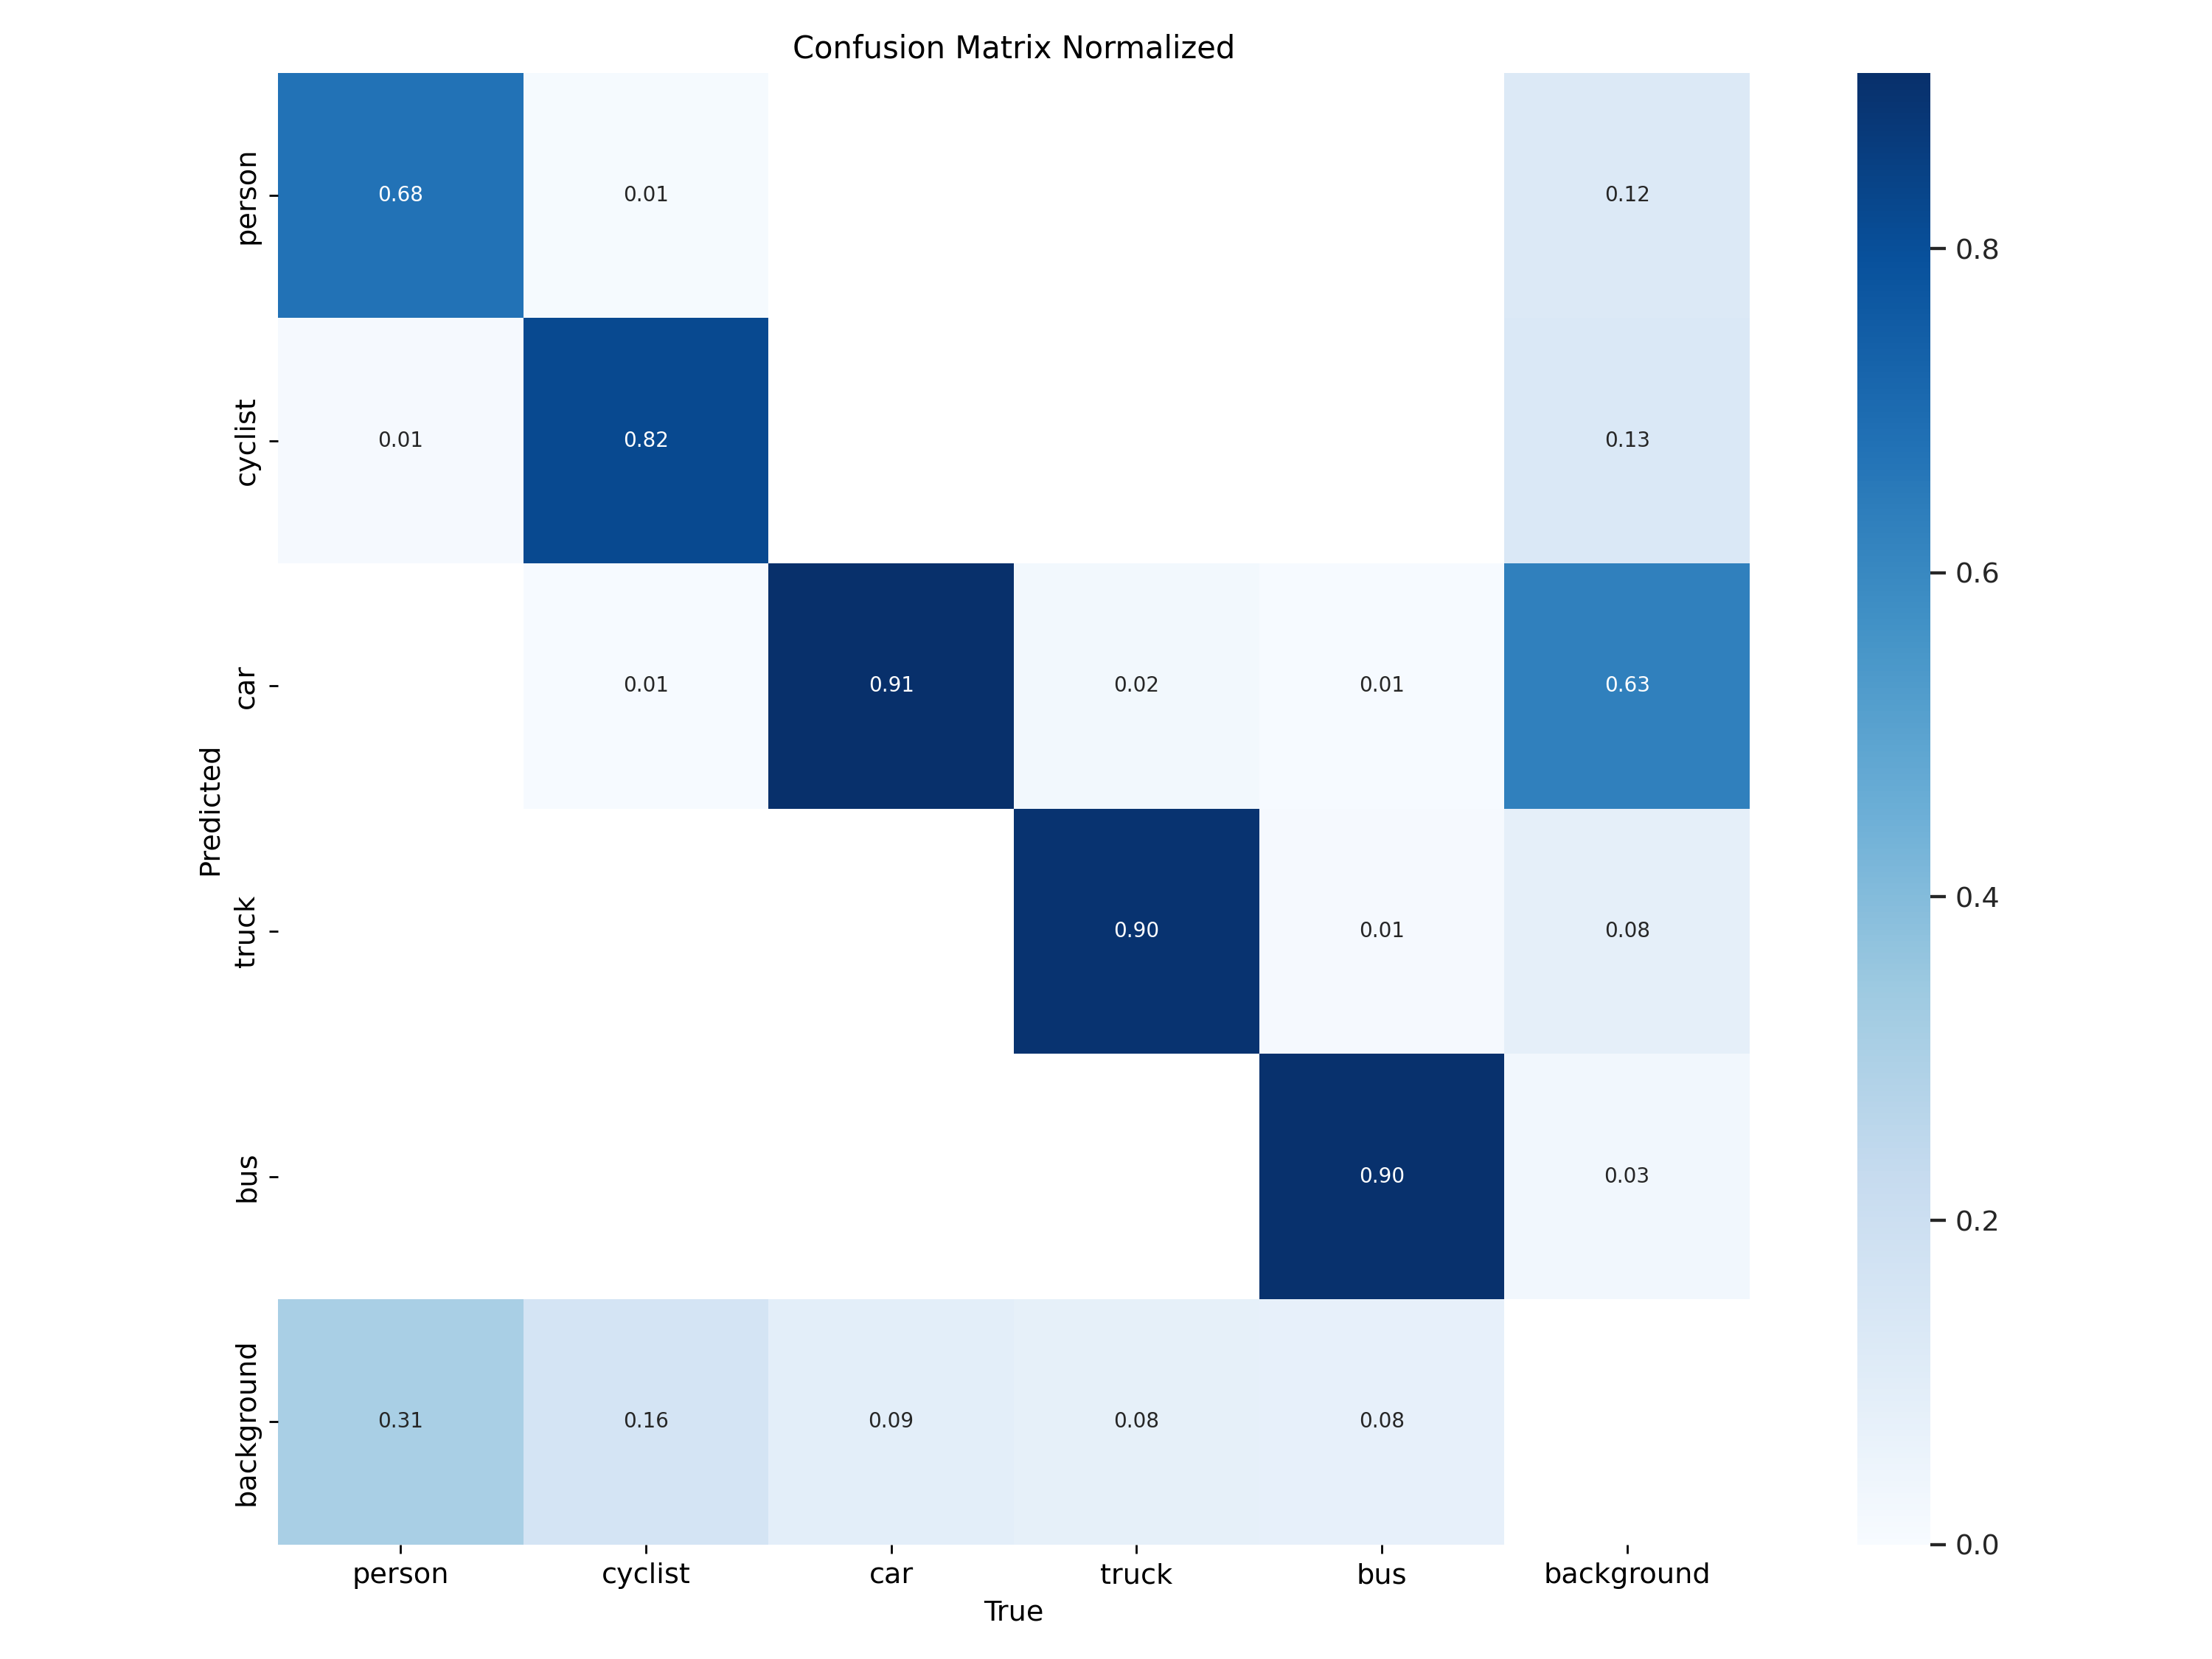 Confusion Matrix Normalized
person 0.68 0.01 0.12
cyclist 0.01 0.82 0.13
car 0.01 0.91 0.02 0.01 0.63
truck 0.90 0.01 0.08
bus 0.90 0.03
background 0.31 0.16 0.09 0.08 0.08
Predicted
person cyclist car truck bus background
True
0.8
0.6
0.4
0.2
0.0